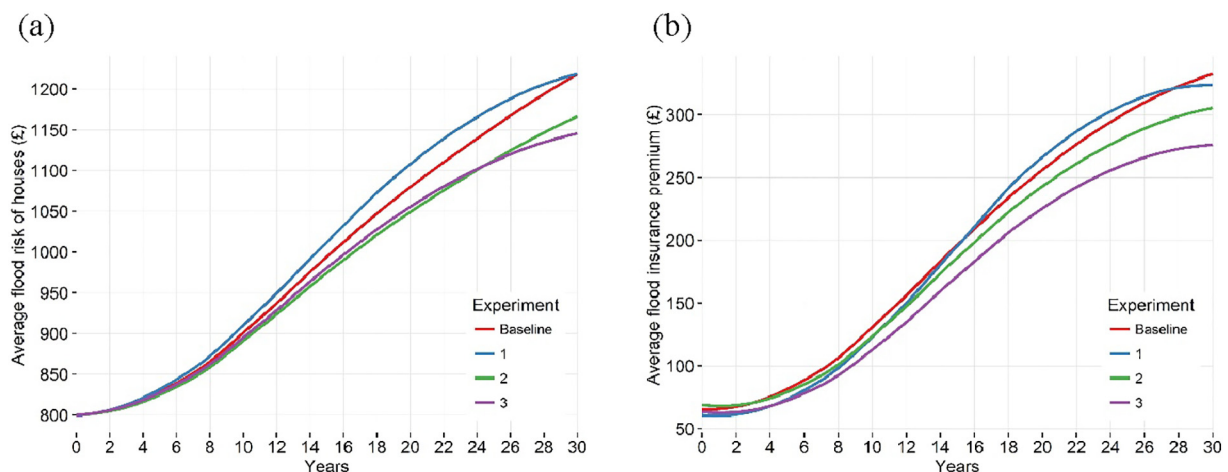 (a)
Average flood risk of houses (£)
1200
1150
1100
1050
1000
950
900
850
800
0 2 4 6 8 10 12 14 16 18 20 22 24 26 28 30
Years
Experiment
Baseline
1
2
3
(b)
Average flood insurance premium (£)
300
250
200
150
100
50
0 2 4 6 8 10 12 14 16 18 20 22 24 26 28 30
Years
Experiment
Baseline
1
2
3